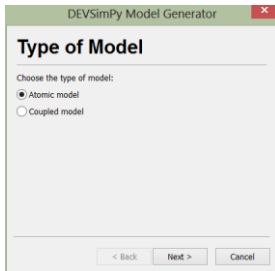 DEVSimPy Model Generator
Type of Model
Choose the type of model:
Atomic model
Coupled model
< Back Next > Cancel